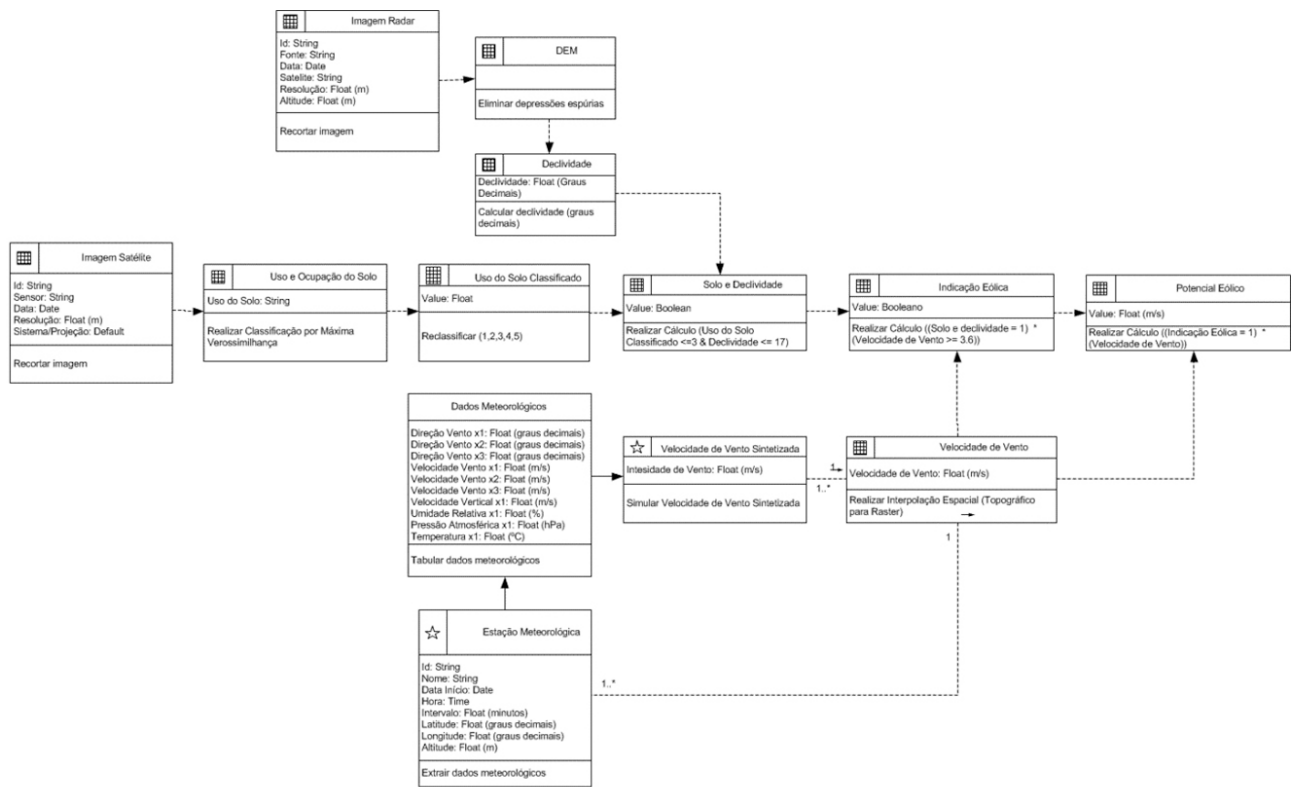 Imagem Radar
Id: String
Fonte: String
Data: Date
Satelite: String
Resolução: Float (m)
Altitude: Float (m)
Recortar imagem
DEM
Eliminar depressões espúrias
Declividade
Declividade: Float (Graus
Decimais)
Calcular declividade (graus
decimais)
Imagem Satélite
Id: String
Sensor: String
Data: Date
Resolução: Float (m)
Sistema/Projeção: Default
Recortar imagem
Uso e Ocupação do Solo
Uso do Solo: String
Realizar Classificação por Máxima
Verossimilhança
Uso do Solo Classificado
Value: Float
Reclassificar (1,2,3,4,5)
Solo e Declividade
Value: Boolean
Realizar Cálculo (Uso do Solo
Classificado <=3 & Declividade <= 17)
Indicação Eólica
Value: Booleano
Realizar Cálculo ((Solo e declividade = 1) *
(Velocidade de Vento >= 3.6))
Potencial Eólico
Value: Float (m/s)
Realizar Cálculo ((Indicação Eólica = 1) *
(Velocidade de Vento))
Dados Meteorológicos
Direção Vento x1: Float (graus decimais)
Direção Vento x2: Float (graus decimais)
Direção Vento x3: Float (graus decimais)
Velocidade Vento x1: Float (m/s)
Velocidade Vento x2: Float (m/s)
Velocidade Vento x3: Float (m/s)
Velocidade Vertical x1: Float (m/s)
Umidade Relativa x1: Float (%)
Pressão Atmosférica x1: Float (hPa)
Temperatura x1: Float (ºC)
Tabular dados meteorológicos
Velocidade de Vento Sintetizada
Intesidade de Vento: Float (m/s)
Simular Velocidade de Vento Sintetizada
1
1..*
Velocidade de Vento
Velocidade de Vento: Float (m/s)
Realizar Interpolação Espacial (Topográfico
para Raster)
1
Estação Meteorológica
Id: String
Nome: String
Data Início: Date
Hora: Time
Intervalo: Float (minutos)
Latitude: Float (graus decimais)
Longitude: Float (graus decimais)
Altitude: Float (m)
Extrair dados meteorológicos
1..*